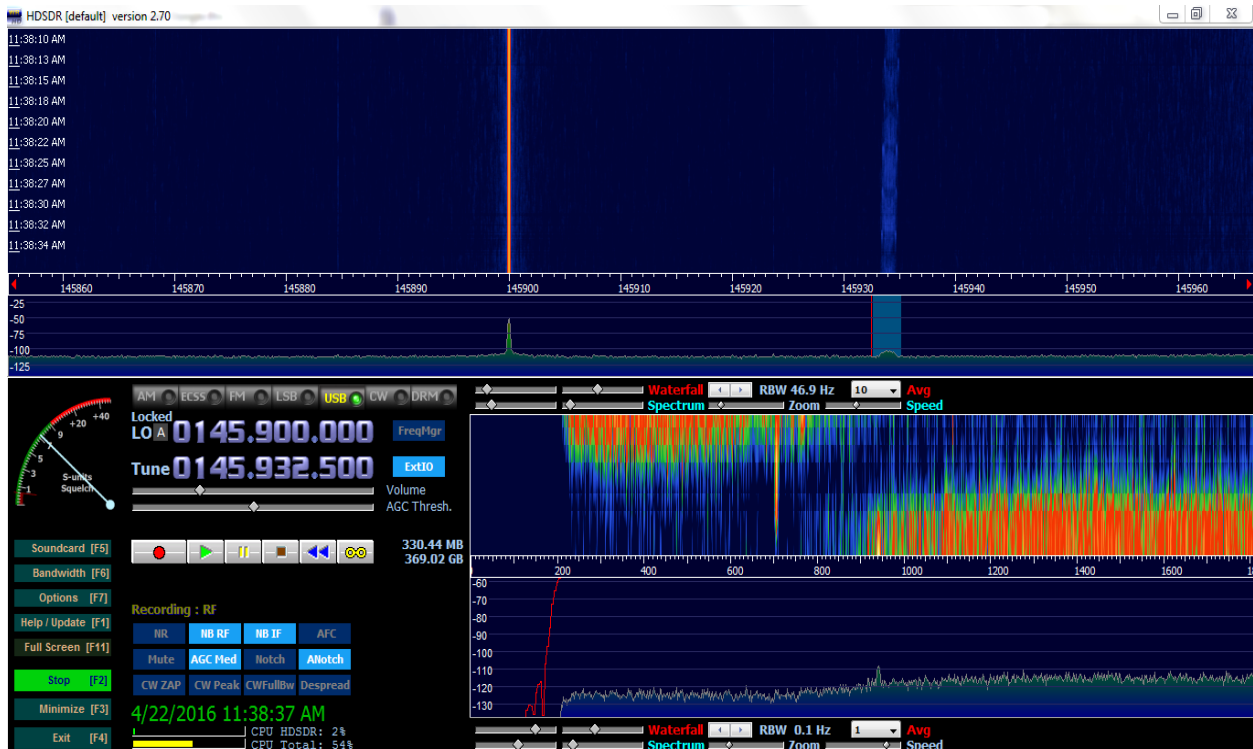 HDSDR [default] version 2.70
11:38:10 AM
11:38:13 AM
11:38:15 AM
11:38:18 AM
11:38:20 AM
11:38:22 AM
11:38:25 AM
11:38:27 AM
11:38:30 AM
11:38:32 AM
11:38:34 AM
145860 145870 145880 145890 145900 145910 145920 145930 145940 145950 145960
-25
-50
-75
-100
-125
AM ECSS FM LSB USB CW DRM
Locked
LO A 0145.900.000 FreqMgr
Tune 0145.932.500 ExtIO
Volume
AGC Thresh.
+40
+20
9
7
5
3
1
S-units
Squelch
330.44 MB
369.02 GB
Soundcard [F5]
Bandwidth [F6]
Options [F7]
Help / Update [F1]
Full Screen [F11]
Stop [F2]
Minimize [F3]
Exit [F4]
Recording : RF
NR NB RF NB IF AFC
Mute AGC Med Notch ANotch
CW ZAP CW Peak CWFullBw Despread
4/22/2016 11:38:37 AM
CPU HDSDR: 2%
CPU Total: 54%
Waterfall RBW 46.9 Hz 10 Avg
Spectrum Zoom Speed
200 400 600 800 1000 1200 1400 1600
-60
-70
-80
-90
-100
-110
-120
-130
Waterfall RBW 0.1 Hz 1 Avg
Spectrum Zoom Speed